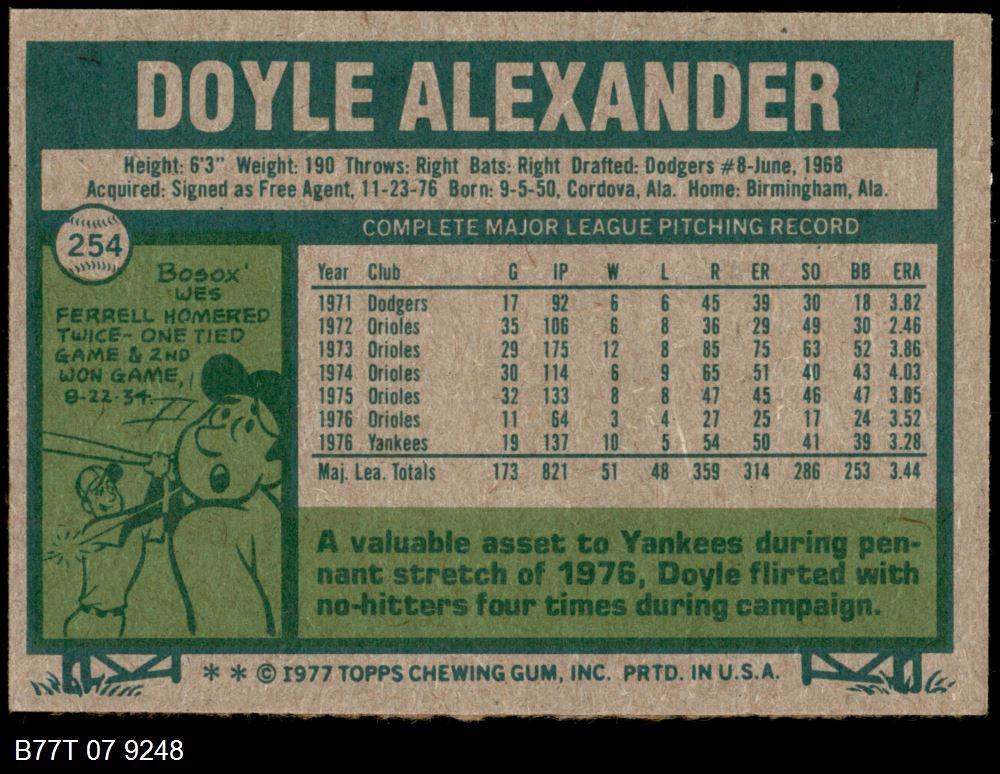 DOYLE ALEXANDER
Height: 6'3" Weight: 190 Throws: Right Bats: Right Drafted: Dodgers #8-June, 1968
Acquired: Signed as Free Agent, 11-23-76 Born: 9-5-50, Cordova, Ala. Home: Birmingham, Ala.
254
BOSOX'
WES
FERRELL HOMERED
TWICE- ONE TIED
GAME & 2ND
WON GAME,
8-22-34.
COMPLETE MAJOR LEAGUE PITCHING RECORD
Year Club G IP W L R ER SO BB ERA
1971 Dodgers 17 92 6 6 45 39 30 18 3.82
1972 Orioles 35 106 6 8 36 29 49 30 2.46
1973 Orioles 29 175 12 8 85 75 63 52 3.86
1974 Orioles 30 114 6 9 65 51 40 43 4.03
1975 Orioles 32 133 8 8 47 45 46 47 3.05
1976 Orioles 11 64 3 4 27 25 17 24 3.52
1976 Yankees 19 137 10 5 54 50 41 39 3.28
Maj. Lea. Totals 173 821 51 48 359 314 286 253 3.44
A valuable asset to Yankees during pen-
nant stretch of 1976, Doyle flirted with
no-hitters four times during campaign.
* * © 1977 TOPPS CHEWING GUM, INC. PRTD. IN U.S.A.
B77T 07 9248